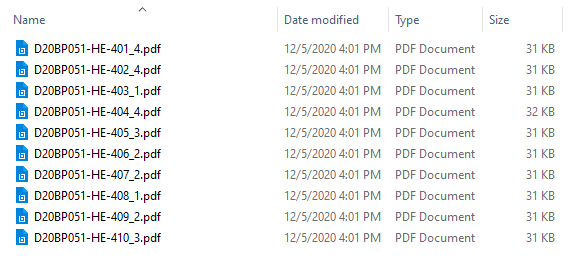 Name Date modified Type Size
D20BP051-HE-401_4.pdf 12/5/2020 4:01 PM PDF Document 31 KB
D20BP051-HE-402_4.pdf 12/5/2020 4:01 PM PDF Document 31 KB
D20BP051-HE-403_1.pdf 12/5/2020 4:01 PM PDF Document 31 KB
D20BP051-HE-404_4.pdf 12/5/2020 4:01 PM PDF Document 32 KB
D20BP051-HE-405_3.pdf 12/5/2020 4:01 PM PDF Document 31 KB
D20BP051-HE-406_2.pdf 12/5/2020 4:01 PM PDF Document 31 KB
D20BP051-HE-407_2.pdf 12/5/2020 4:01 PM PDF Document 31 KB
D20BP051-HE-408_1.pdf 12/5/2020 4:01 PM PDF Document 31 KB
D20BP051-HE-409_2.pdf 12/5/2020 4:01 PM PDF Document 31 KB
D20BP051-HE-410_3.pdf 12/5/2020 4:01 PM PDF Document 31 KB